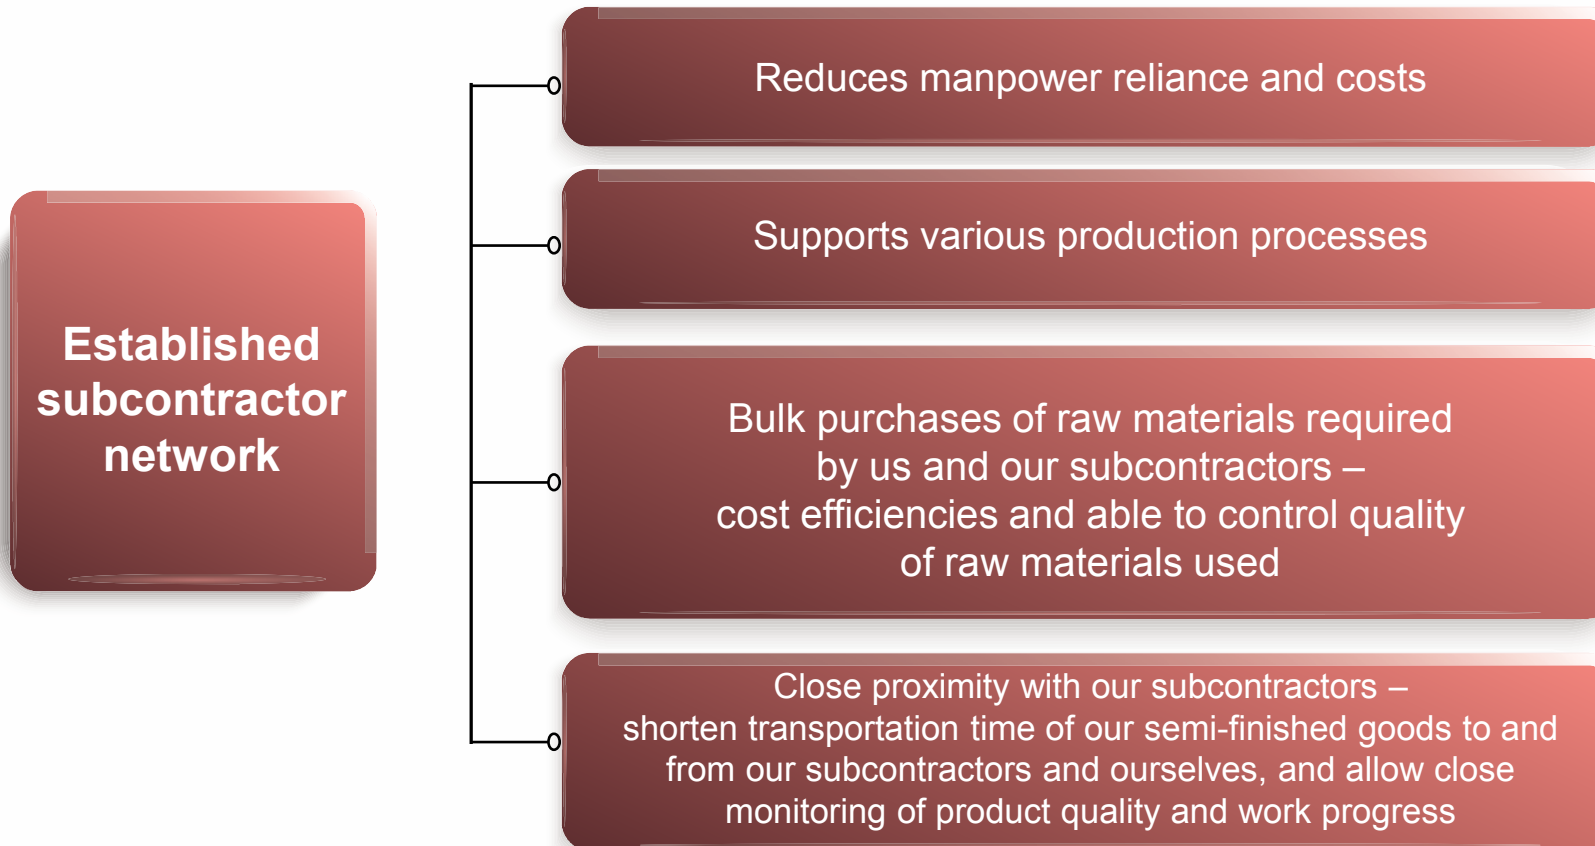 Established
subcontractor
network
Reduces manpower reliance and costs
Supports various production processes
Bulk purchases of raw materials required
by us and our subcontractors –
cost efficiencies and able to control quality
of raw materials used
Close proximity with our subcontractors –
shorten transportation time of our semi-finished goods to and
from our subcontractors and ourselves, and allow close
monitoring of product quality and work progress